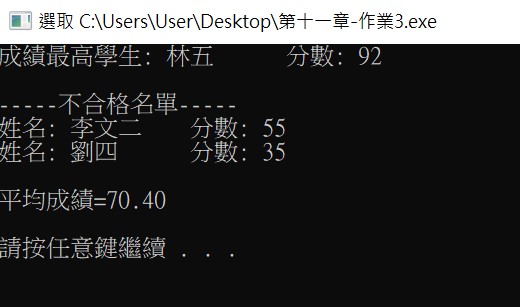 選取 C:\Users\User\Desktop\第十一章-作業3.exe
成績最高學生: 林五 分數: 92
-----不合格名單-----
姓名: 李文二 分數: 55
姓名: 劉四 分數: 35
平均成績=70.40
請按任意鍵繼續 . . .